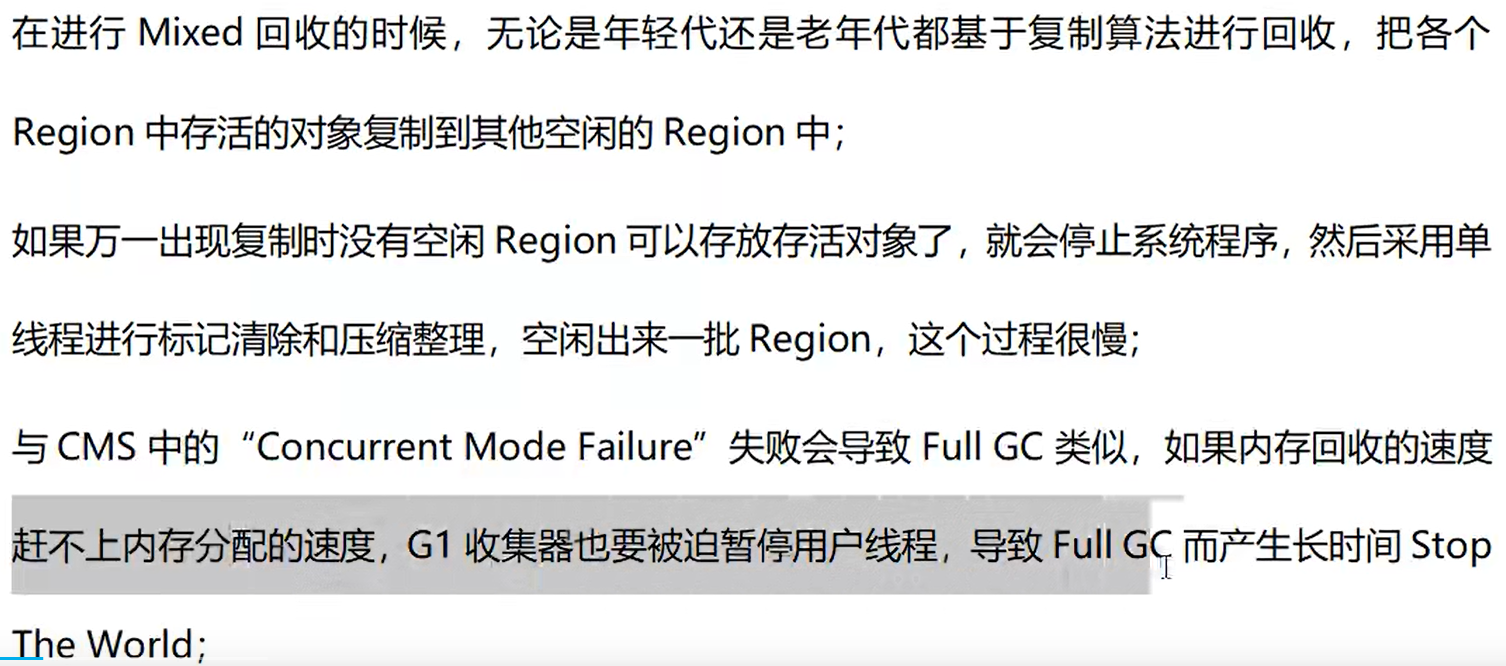 在进行 Mixed 回收的时候，无论是年轻代还是老年代都基于复制算法进行回收，把各个
Region 中存活的对象复制到其他空闲的 Region 中；
如果万一出现复制时没有空闲 Region 可以存放存活对象了，就会停止系统程序，然后采用单
线程进行标记清除和压缩整理，空闲出来一批 Region，这个过程很慢；
与 CMS 中的“Concurrent Mode Failure”失败会导致 Full GC 类似，如果内存回收的速度
赶不上内存分配的速度，G1 收集器也要被迫暂停用户线程，导致 Full GC 而产生长时间 Stop
The World；